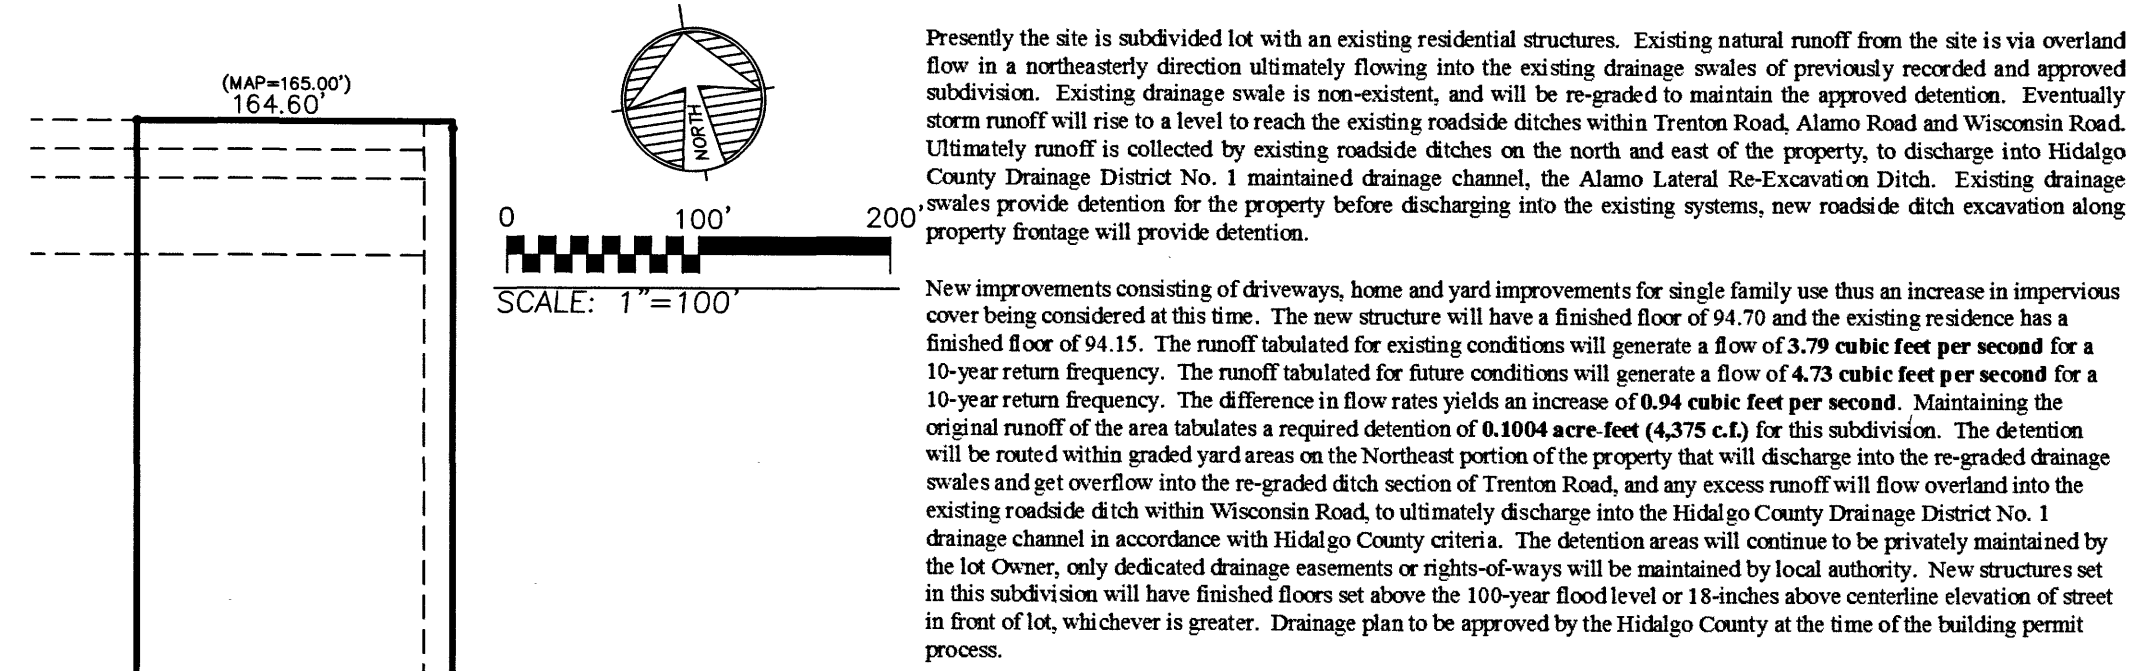 (MAP=165.00')
164.60'
NORTH
0 100' 200'
SCALE: 1"=100'
Presently the site is subdivided lot with an existing residential structures. Existing natural runoff from the site is via overland
flow in a northeasterly direction ultimately flowing into the existing drainage swales of previously recorded and approved
subdivision. Existing drainage swale is non-existent, and will be re-graded to maintain the approved detention. Eventually
storm runoff will rise to a level to reach the existing roadside ditches within Trenton Road, Alamo Road and Wisconsin Road.
Ultimately runoff is collected by existing roadside ditches on the north and east of the property, to discharge into Hidalgo
County Drainage District No. 1 maintained drainage channel, the Alamo Lateral Re-Excavation Ditch. Existing drainage
swales provide detention for the property before discharging into the existing systems, new roadside ditch excavation along
property frontage will provide detention.
New improvements consisting of driveways, home and yard improvements for single family use thus an increase in impervious
cover being considered at this time. The new structure will have a finished floor of 94.70 and the existing residence has a
finished floor of 94.15. The runoff tabulated for existing conditions will generate a flow of 3.79 cubic feet per second for a
10-year return frequency. The runoff tabulated for future conditions will generate a flow of 4.73 cubic feet per second for a
10-year return frequency. The difference in flow rates yields an increase of 0.94 cubic feet per second. Maintaining the
original runoff of the area tabulates a required detention of 0.1004 acre-feet (4,375 c.f.) for this subdivision. The detention
will be routed within graded yard areas on the Northeast portion of the property that will discharge into the re-graded drainage
swales and get overflow into the re-graded ditch section of Trenton Road, and any excess runoff will flow overland into the
existing roadside ditch within Wisconsin Road, to ultimately discharge into the Hidalgo County Drainage District No. 1
drainage channel in accordance with Hidalgo County criteria. The detention areas will continue to be privately maintained by
the lot Owner, only dedicated drainage easements or rights-of-ways will be maintained by local authority. New structures set
in this subdivision will have finished floors set above the 100-year flood level or 18-inches above centerline elevation of street
in front of lot, whichever is greater. Drainage plan to be approved by the Hidalgo County at the time of the building permit
process.